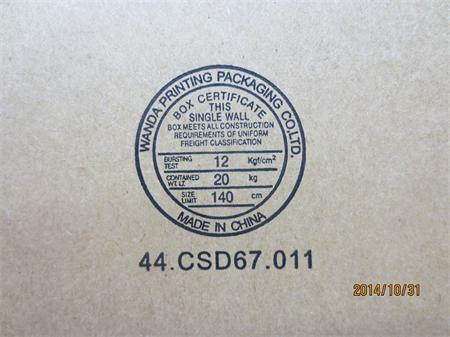 WANDA PRINTING PACKAGING CO.,LTD.
BOX CERTIFICATE
THIS
SINGLE WALL
BOX MEETS ALL CONSTRUCTION
REQUIREMENTS OF UNIFORM
FREIGHT CLASSIFICATION
BURSTING TEST 12 Kgf/cm²
CONTAINED WT. LT. 20 kg
SIZE LIMIT 140 cm
MADE IN CHINA
44.CSD67.011
2014/10/31